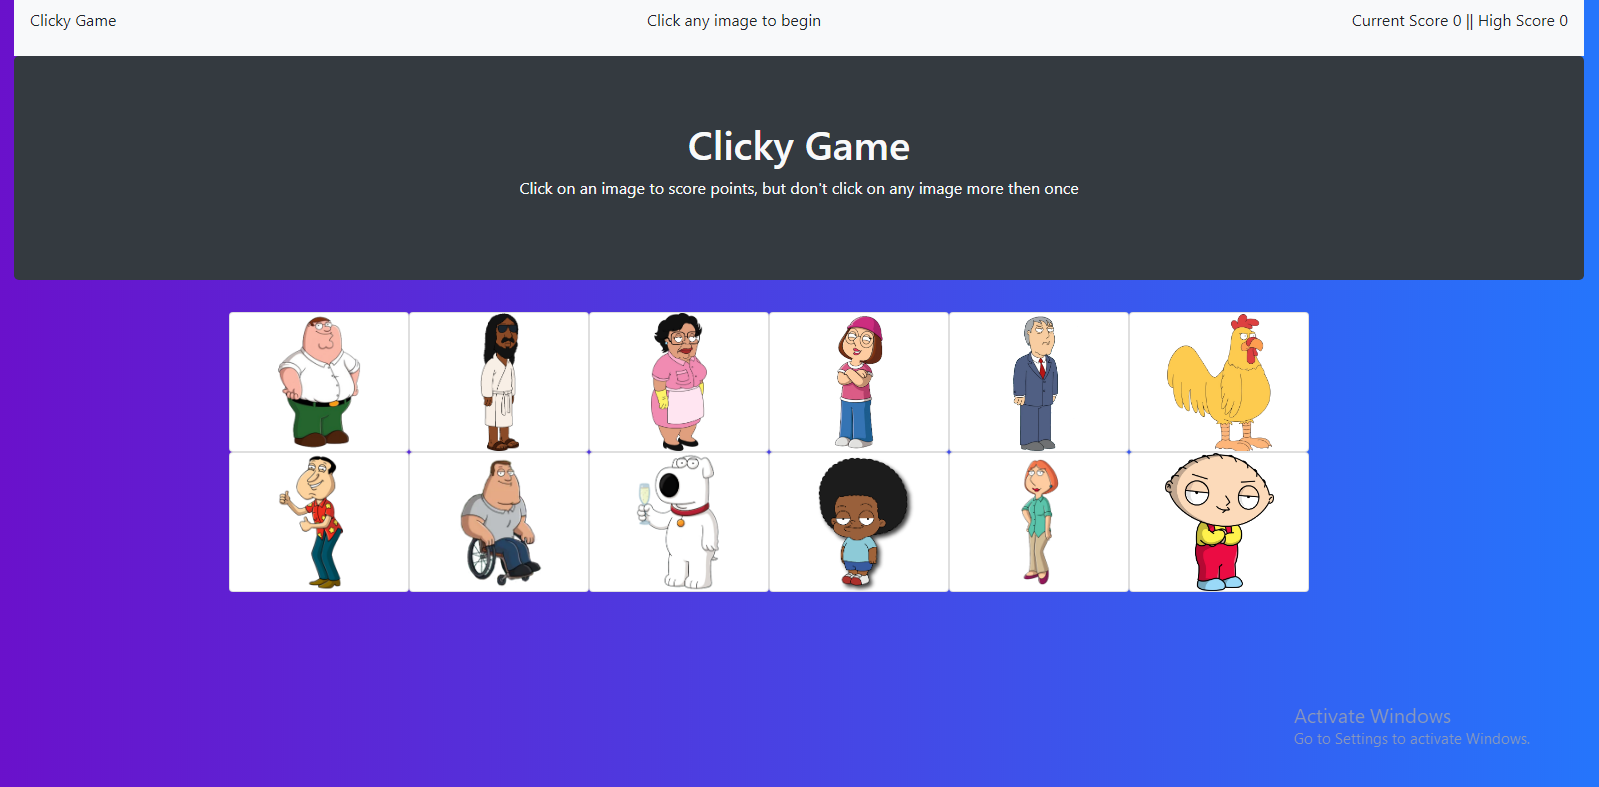 Clicky Game
Click any image to begin
Current Score 0 || High Score 0
Clicky Game
Click on an image to score points, but don't click on any image more then once
Activate Windows
Go to Settings to activate Windows.